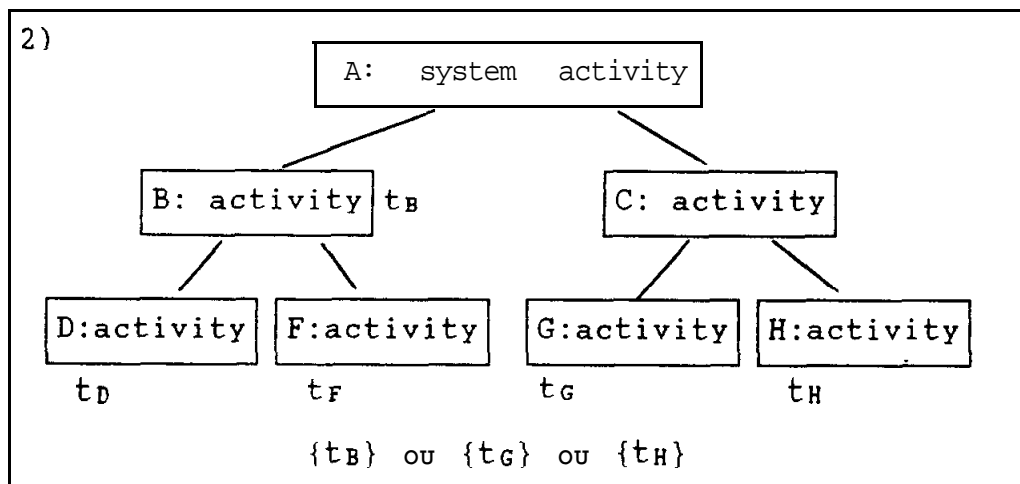 2)
A: system activity
B: activity tB
C: activity
D:activity
F:activity
G:activity
H:activity
tD
tF
tG
tH
{tB} ou {tG} ou {tH}